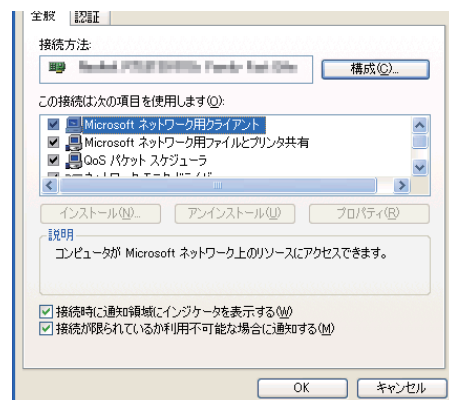 全般
認証
接続方法:
構成(C)...
この接続は次の項目を使用します(O):
Microsoft ネットワーク用クライアント
Microsoft ネットワーク用ファイルとプリンタ共有
QoS パケット スケジューラ
インストール(N)...
アンインストール(U)
プロパティ(R)
説明
コンピュータが Microsoft ネットワーク上のリソースにアクセスできます。
接続時に通知領域にインジケータを表示する(W)
接続が限られているか利用不可能な場合に通知する(M)
OK
キャンセル